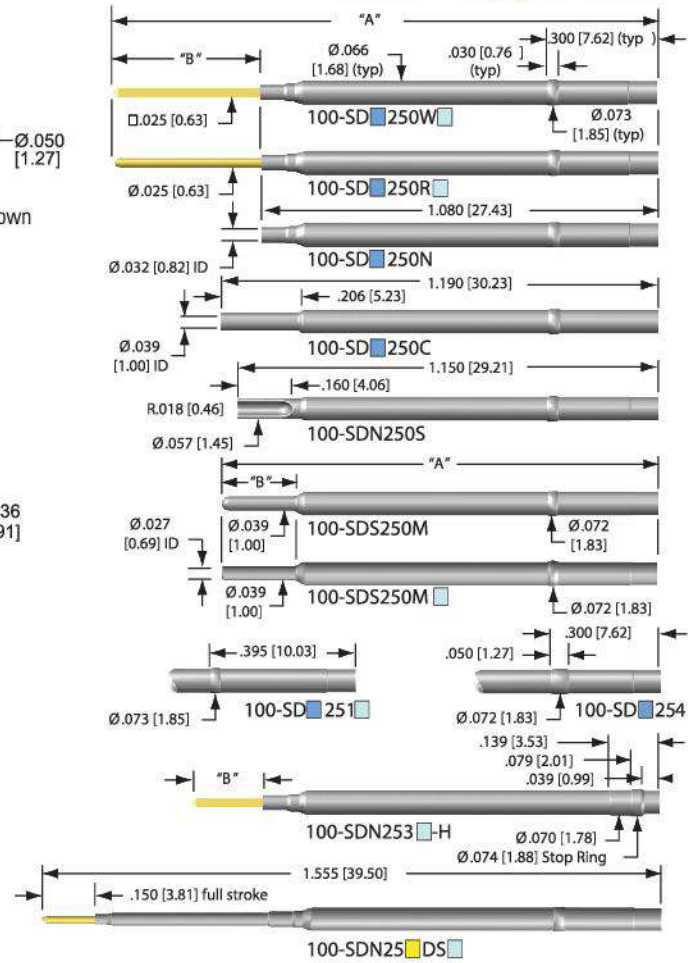 "A"
.300 [7.62] (typ )
"B"
Ø.066
[1.68] (typ)
.030 [0.76 ]
(typ)
□.025 [0.63]
100-SD 250W
Ø.073
[1.85] (typ)
Ø.050
[1.27]
Ø.025 [0.63]
100-SD 250R
own
1.080 [27.43]
Ø.032 [0.82] ID
100-SD 250N
1.190 [30.23]
.206 [5.23]
Ø.039
[1.00] ID
100-SD 250C
1.150 [29.21]
.160 [4.06]
R.018 [0.46]
Ø.057 [1.45]
100-SDN250S
"A"
"B"
36
91]
Ø.027
[0.69] ID
Ø.039
[1.00]
100-SDS250M
Ø.072
[1.83]
Ø.039
[1.00]
100-SDS250M
Ø.072 [1.83]
.395 [10.03]
.300 [7.62]
.050 [1.27]
Ø.073 [1.85]
100-SD 251
Ø.072 [1.83]
100-SD 254
.139 [3.53]
.079 [2.01]
.039 [0.99]
"B"
100-SDN253 -H
Ø.070 [1.78]
Ø.074 [1.88] Stop Ring
1.555 [39.50]
.150 [3.81] full stroke
100-SDN25 DS